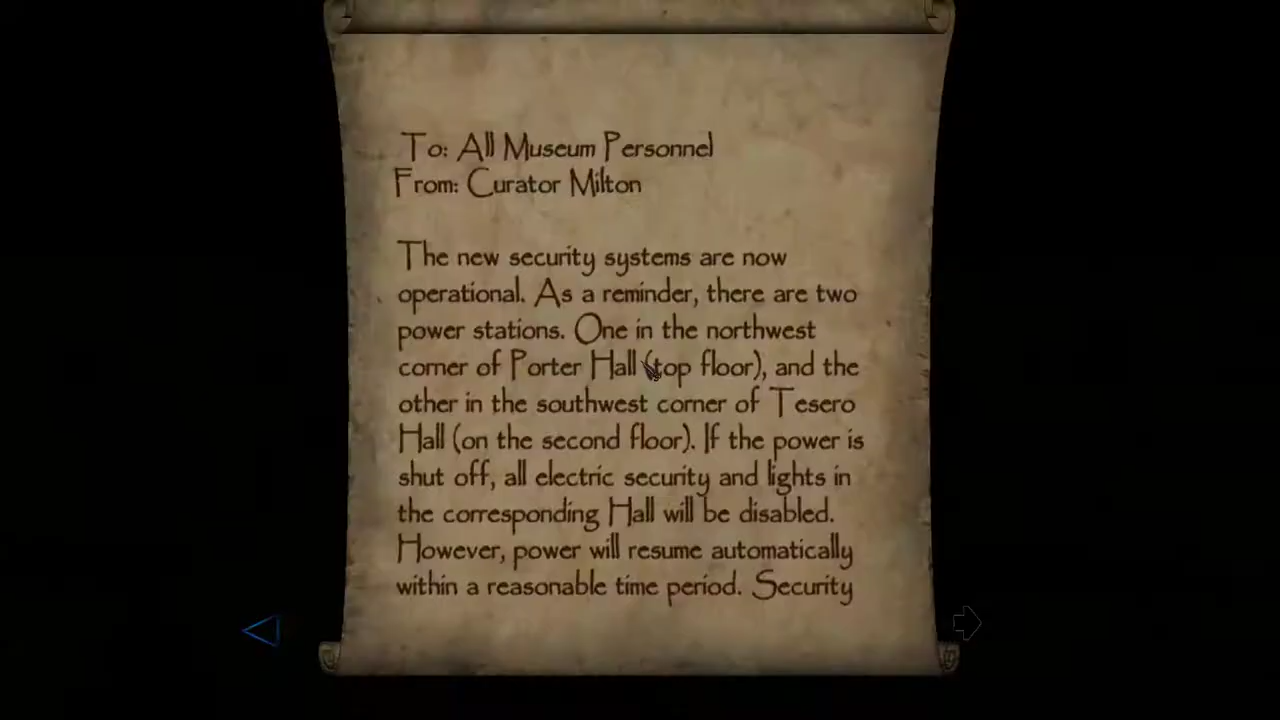 To: All Museum Personnel
From: Curator Milton
The new security systems are now
operational. As a reminder, there are two
power stations. One in the northwest
corner of Porter Hall (top floor), and the
other in the southwest corner of Tesero
Hall (on the second floor). If the power is
shut off, all electric security and lights in
the corresponding Hall will be disabled.
However, power will resume automatically
within a reasonable time period. Security